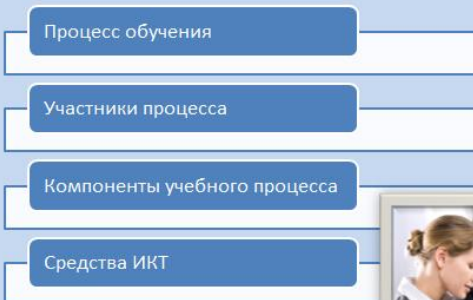 Процесс обучения
Участники процесса
Компоненты учебного процесса
Средства ИКТ